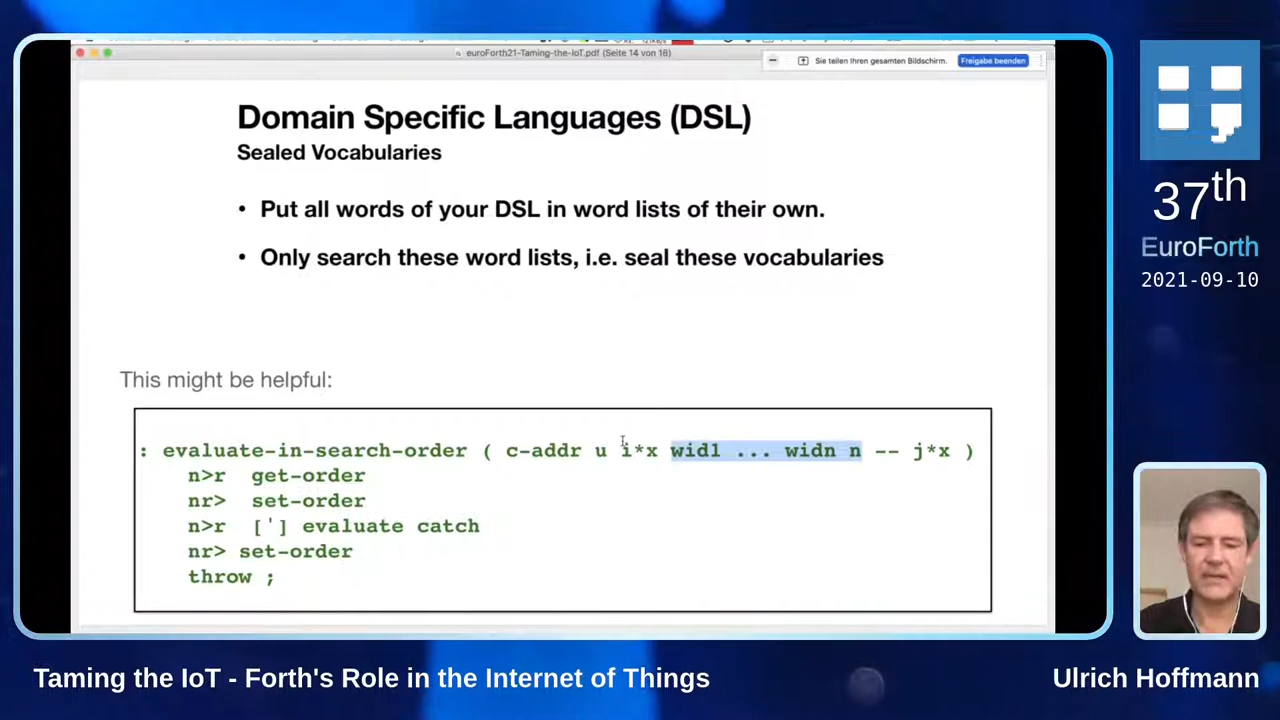 euroForth21-Taming-the-IoT.pdf (Seite 14 von 16)
Sie teilen Ihren gesamten Bildschirm.
Freigabe beenden
Domain Specific Languages (DSL)
Sealed Vocabularies
• Put all words of your DSL in word lists of their own.
• Only search these word lists, i.e. seal these vocabularies
This might be helpful:
: evaluate-in-search-order ( c-addr u i*x wid1 ... widn n -- j*x )
n>r get-order
nr> set-order
n>r ['] evaluate catch
nr> set-order
throw ;
37th
EuroForth
2021-09-10
Taming the IoT - Forth's Role in the Internet of Things
Ulrich Hoffmann